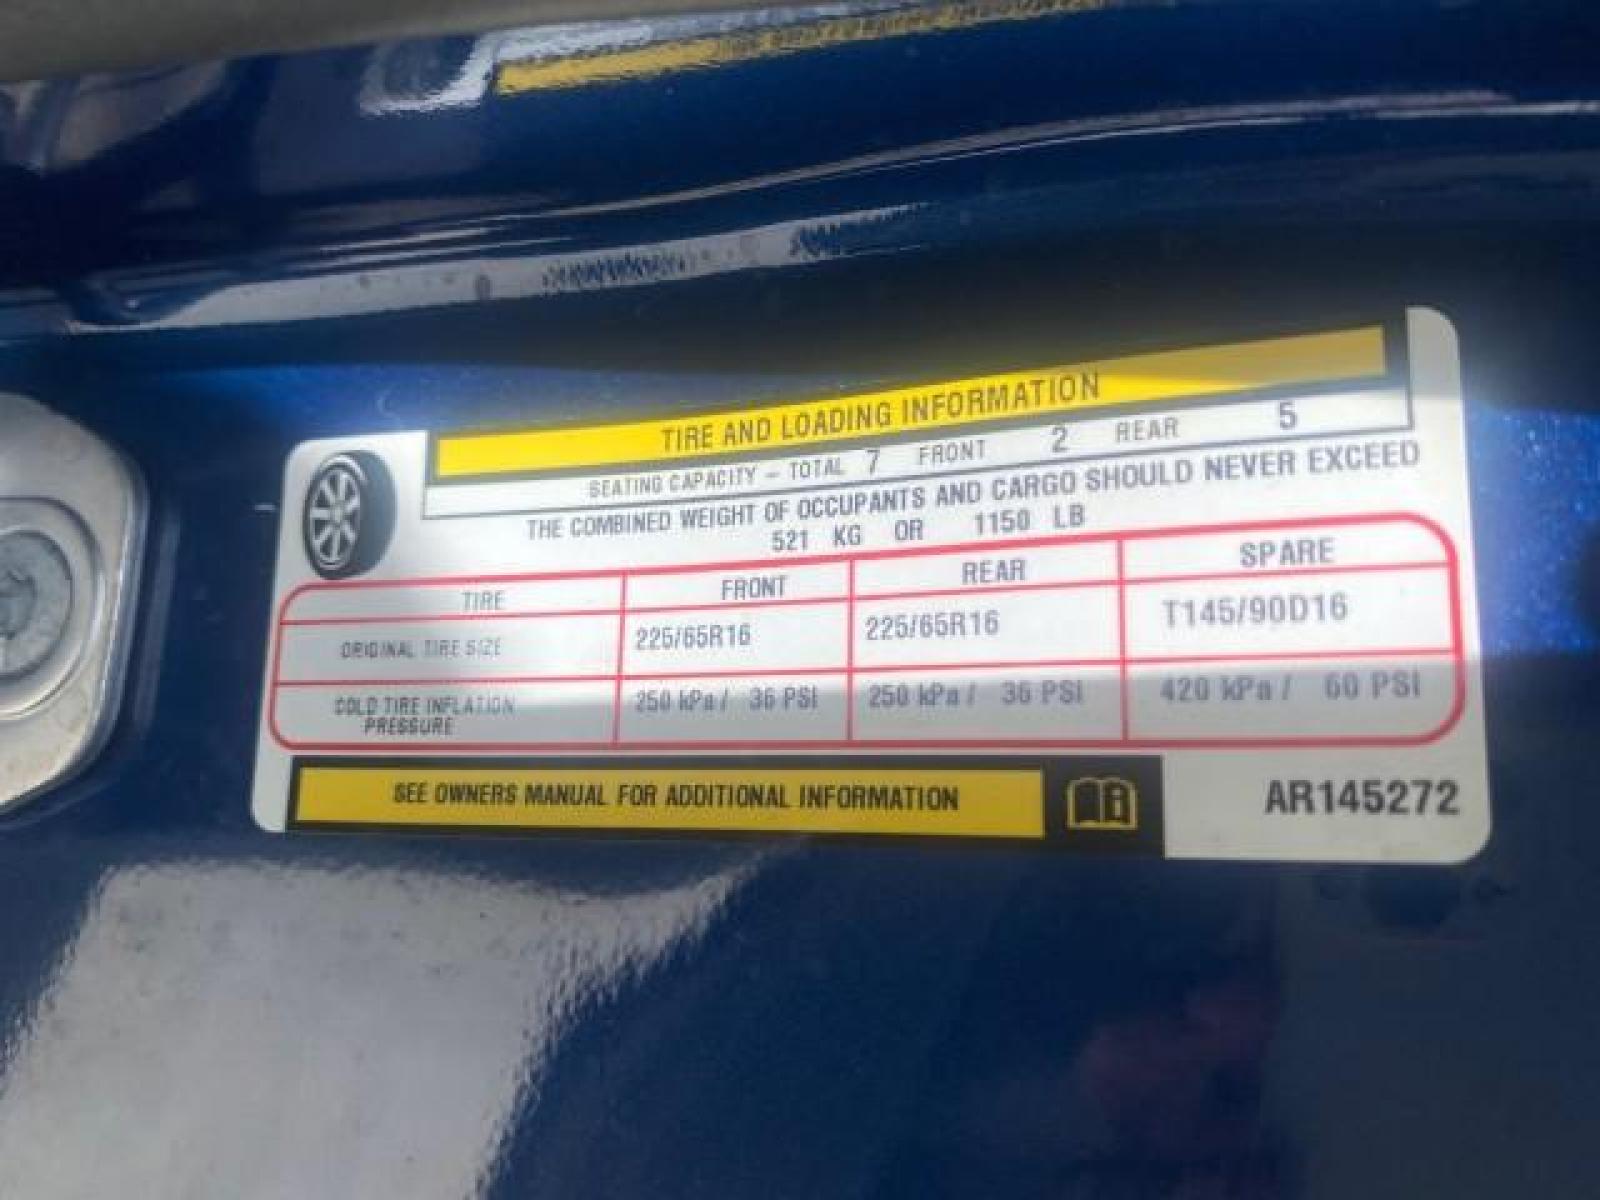 TIRE AND LOADING INFORMATION
SEATING CAPACITY – TOTAL 7 FRONT 2 REAR 5
THE COMBINED WEIGHT OF OCCUPANTS AND CARGO SHOULD NEVER EXCEED
521 KG OR 1150 LB
TIRE FRONT REAR SPARE
ORIGINAL TIRE SIZE 225/65R16 225/65R16 T145/90D16
COLD TIRE INFLATION
PRESSURE 250 kPa / 36 PSI 250 kPa / 36 PSI 420 kPa / 60 PSI
SEE OWNERS MANUAL FOR ADDITIONAL INFORMATION
AR145272